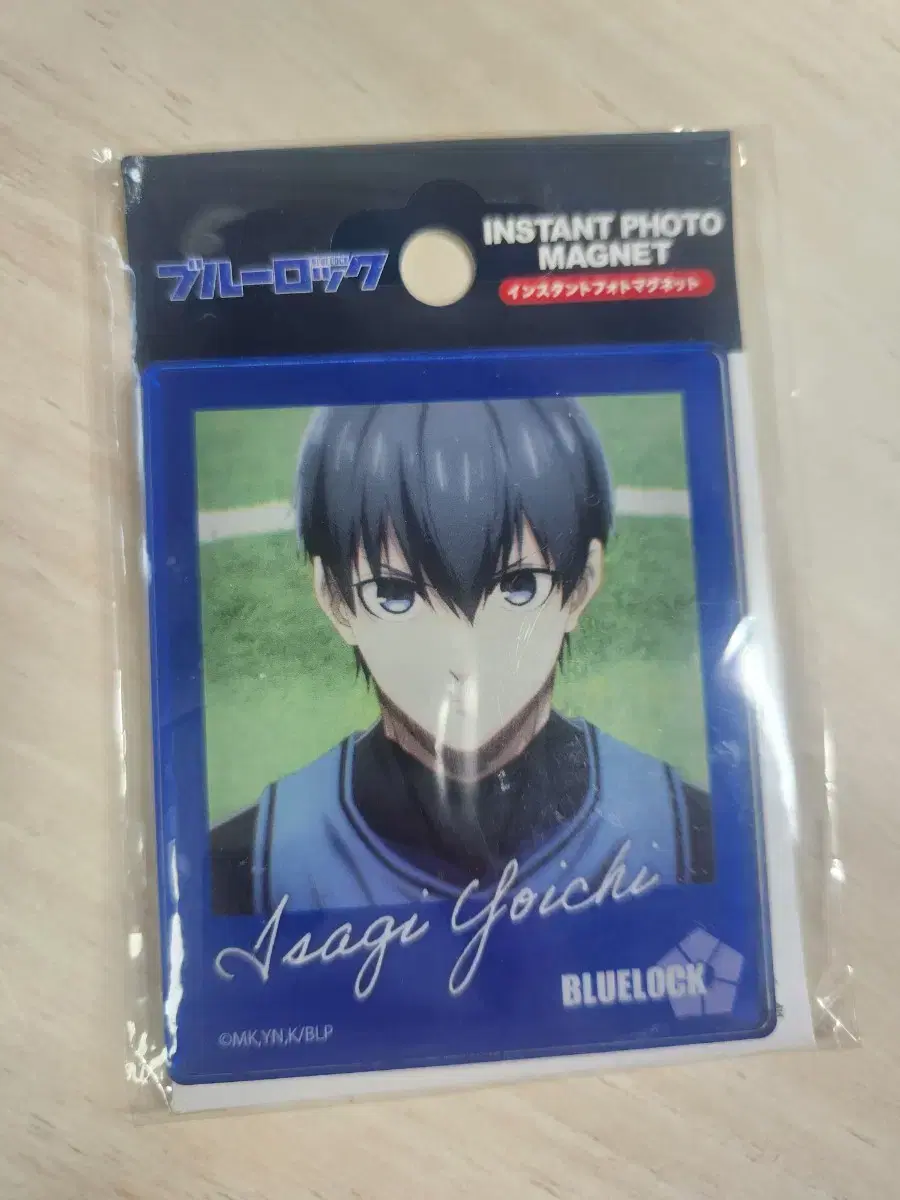 ブルーロック
BLUELOCK
INSTANT PHOTO
MAGNET
インスタントフォトマグネット
Isagi Yoichi
BLUELOCK
©MK,YN,K/BLP